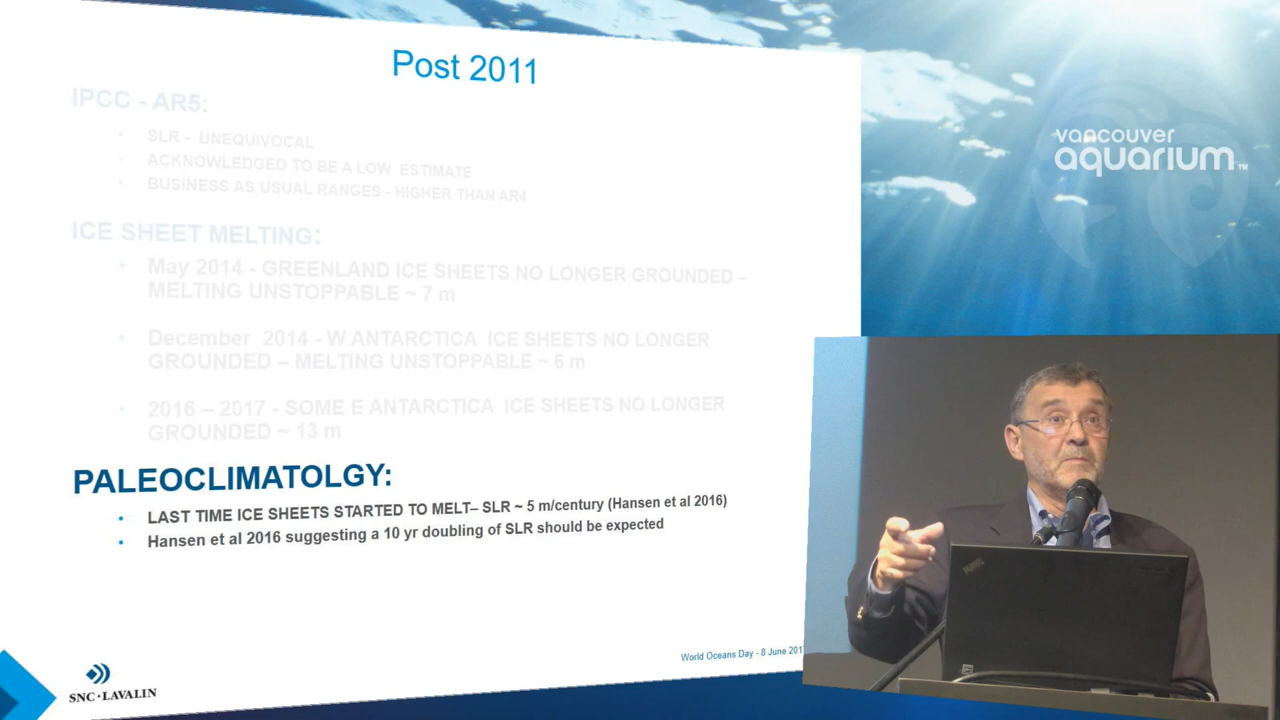 Post 2011
IPCC - AR5:
• SLR - UNEQUIVOCAL
• ACKNOWLEDGED TO BE A LOW ESTIMATE
• BUSINESS AS USUAL RANGES - HIGHER THAN AR4
ICE SHEET MELTING:
• May 2014 - GREENLAND ICE SHEETS NO LONGER GROUNDED –
MELTING UNSTOPPABLE ~ 7 m
• December 2014 - W ANTARCTICA ICE SHEETS NO LONGER
GROUNDED – MELTING UNSTOPPABLE ~ 6 m
• 2016 – 2017 - SOME E ANTARCTICA ICE SHEETS NO LONGER
GROUNDED ~ 13 m
PALEOCLIMATOLGY:
• LAST TIME ICE SHEETS STARTED TO MELT– SLR ~ 5 m/century (Hansen et al 2016)
• Hansen et al 2016 suggesting a 10 yr doubling of SLR should be expected
World Oceans Day - 8 June 201
SNC·LAVALIN
vancouver
aquarium™